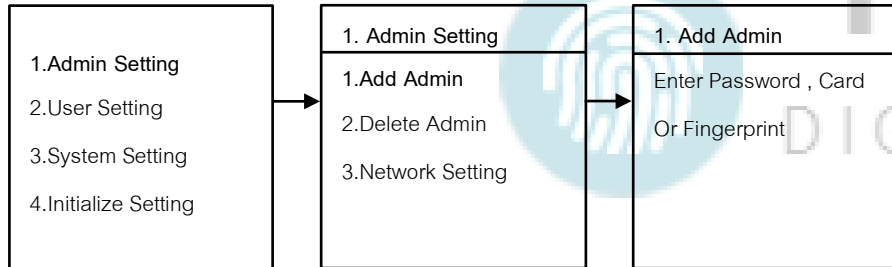 1.Admin Setting
2.User Setting
3.System Setting
4.Initialize Setting
1. Admin Setting
1.Add Admin
2.Delete Admin
3.Network Setting
1. Add Admin
Enter Password , Card
Or Fingerprint